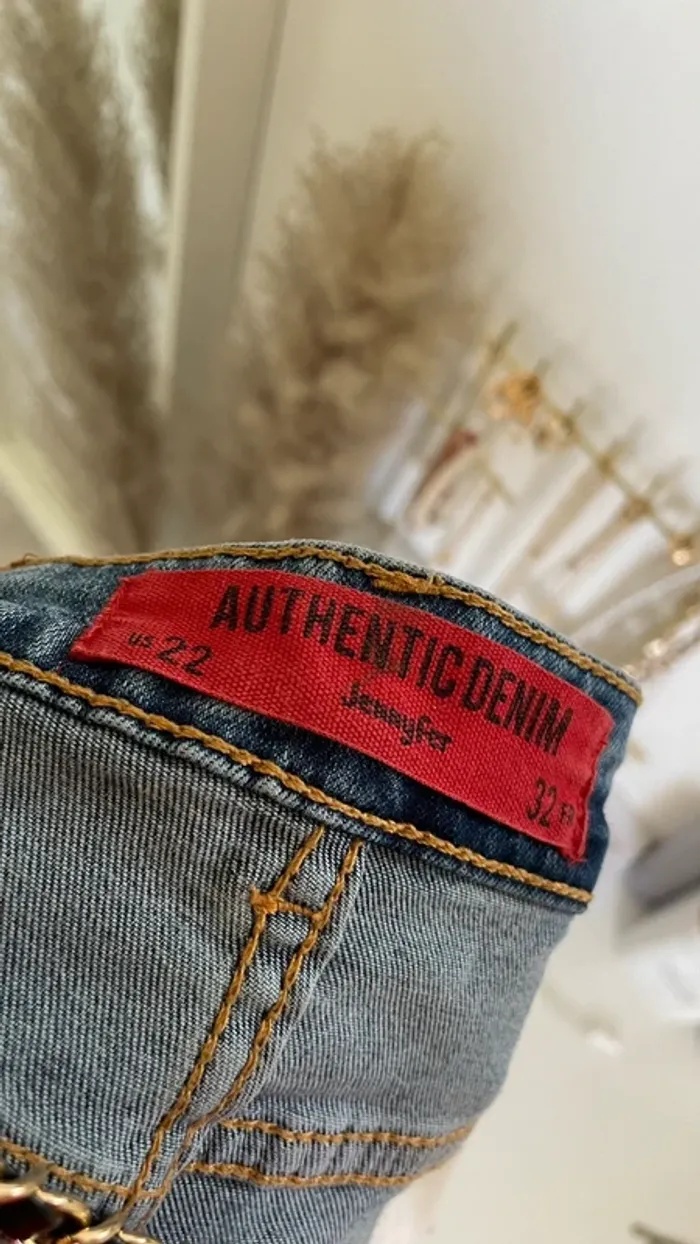 AUTHENTIC DENIM
us 22
Jennyfer
32 FR